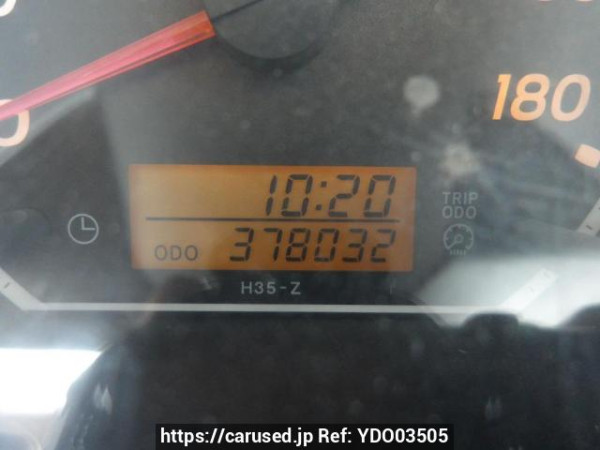 180
10:20
TRIP
ODO
ODO 378032
H35-Z
https://carused.jp Ref: YDO03505